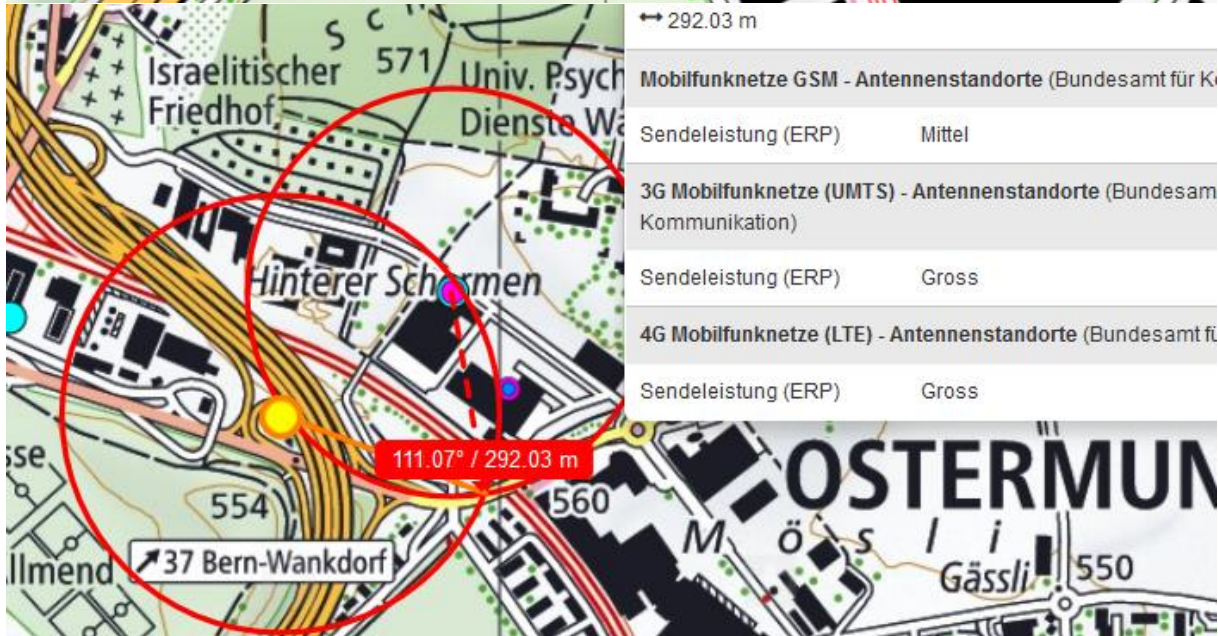 Israelitischer
Friedhof
S c
571
Univ. Psych
Dienste Wa
Hinterer Schermen
111.07° / 292.03 m
sse
554
560
llmend
37 Bern-Wankdorf
OSTERMUN
M ö s l i
Gässli
550
292.03 m
Mobilfunknetze GSM - Antennenstandorte (Bundesamt für Ko
Sendeleistung (ERP) Mittel
3G Mobilfunknetze (UMTS) - Antennenstandorte (Bundesam
Kommunikation)
Sendeleistung (ERP) Gross
4G Mobilfunknetze (LTE) - Antennenstandorte (Bundesamt fü
Sendeleistung (ERP) Gross